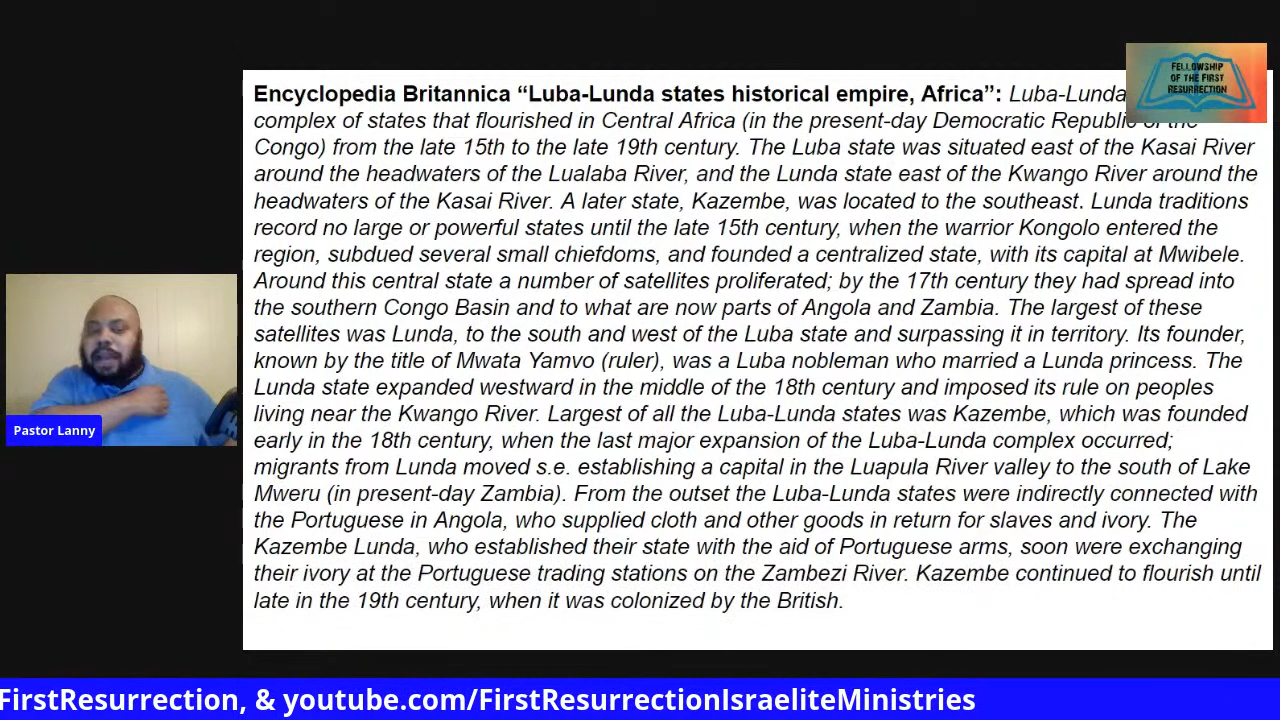 FELLOWSHIP
OF THE FIRST
RESURRECTION
Encyclopedia Britannica “Luba-Lunda states historical empire, Africa”: Luba-Lunda
complex of states that flourished in Central Africa (in the present-day Democratic Republic of the
Congo) from the late 15th to the late 19th century. The Luba state was situated east of the Kasai River
around the headwaters of the Lualaba River, and the Lunda state east of the Kwango River around the
headwaters of the Kasai River. A later state, Kazembe, was located to the southeast. Lunda traditions
record no large or powerful states until the late 15th century, when the warrior Kongolo entered the
region, subdued several small chiefdoms, and founded a centralized state, with its capital at Mwibele.
Around this central state a number of satellites proliferated; by the 17th century they had spread into
the southern Congo Basin and to what are now parts of Angola and Zambia. The largest of these
satellites was Lunda, to the south and west of the Luba state and surpassing it in territory. Its founder,
known by the title of Mwata Yamvo (ruler), was a Luba nobleman who married a Lunda princess. The
Lunda state expanded westward in the middle of the 18th century and imposed its rule on peoples
living near the Kwango River. Largest of all the Luba-Lunda states was Kazembe, which was founded
early in the 18th century, when the last major expansion of the Luba-Lunda complex occurred;
migrants from Lunda moved s.e. establishing a capital in the Luapula River valley to the south of Lake
Mweru (in present-day Zambia). From the outset the Luba-Lunda states were indirectly connected with
the Portuguese in Angola, who supplied cloth and other goods in return for slaves and ivory. The
Kazembe Lunda, who established their state with the aid of Portuguese arms, soon were exchanging
their ivory at the Portuguese trading stations on the Zambezi River. Kazembe continued to flourish until
late in the 19th century, when it was colonized by the British.
Pastor Lanny
FirstResurrection, & youtube.com/FirstResurrectionIsraeliteMinistries